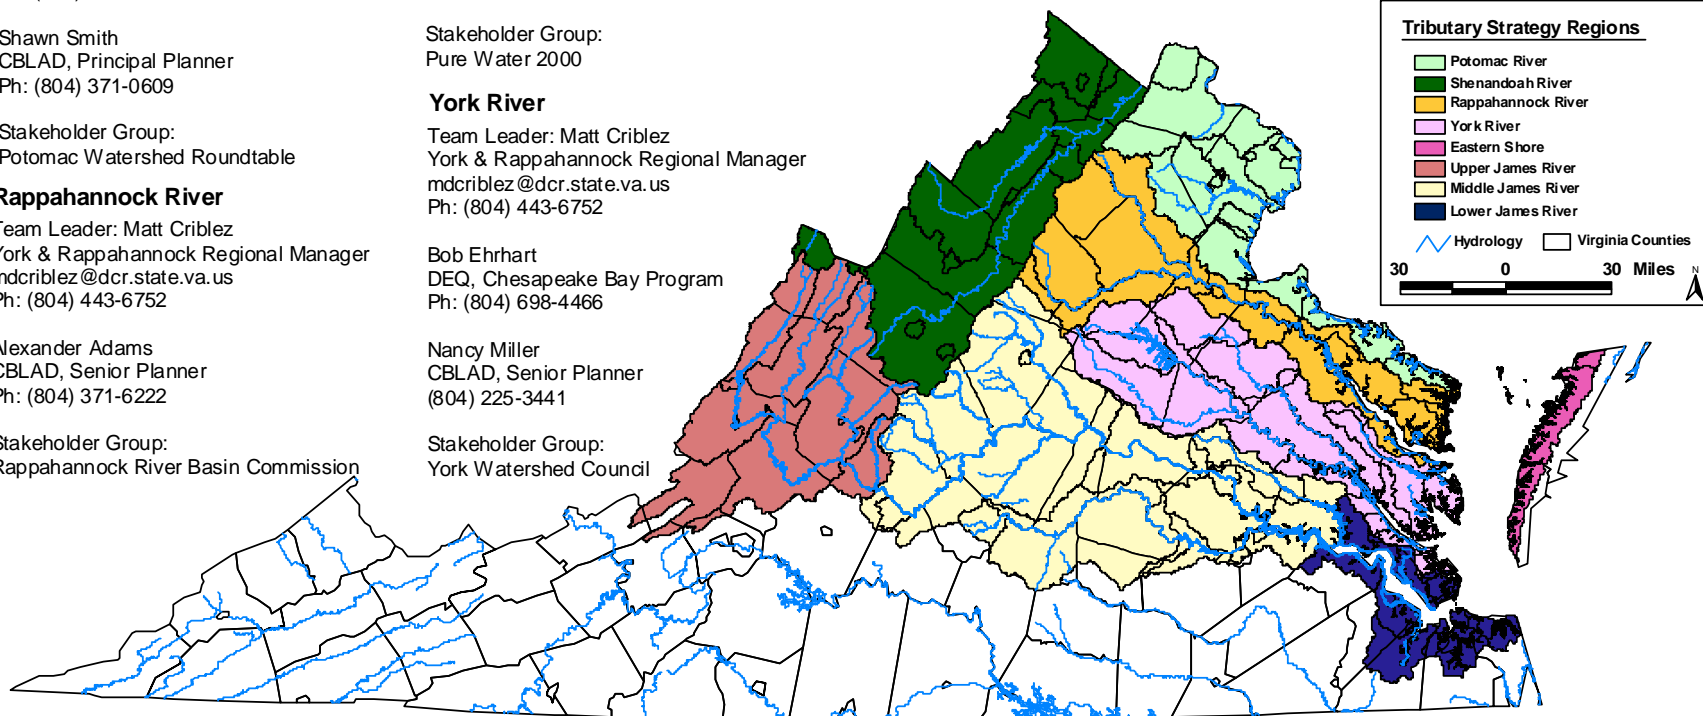 Shawn Smith
CBLAD, Principal Planner
Ph: (804) 371-0609
Stakeholder Group:
Potomac Watershed Roundtable
Rappahannock River
Team Leader: Matt Criblez
York & Rappahannock Regional Manager
mdcriblez@dcr.state.va.us
Ph: (804) 443-6752
Alexander Adams
CBLAD, Senior Planner
Ph: (804) 371-6222
Stakeholder Group:
Rappahannock River Basin Commission
Stakeholder Group:
Pure Water 2000
York River
Team Leader: Matt Criblez
York & Rappahannock Regional Manager
mdcriblez@dcr.state.va.us
Ph: (804) 443-6752
Bob Ehrhart
DEQ, Chesapeake Bay Program
Ph: (804) 698-4466
Nancy Miller
CBLAD, Senior Planner
(804) 225-3441
Stakeholder Group:
York Watershed Council
Tributary Strategy Regions
Potomac River
Shenandoah River
Rappahannock River
York River
Eastern Shore
Upper James River
Middle James River
Lower James River
Hydrology Virginia Counties
30 0 30 Miles N